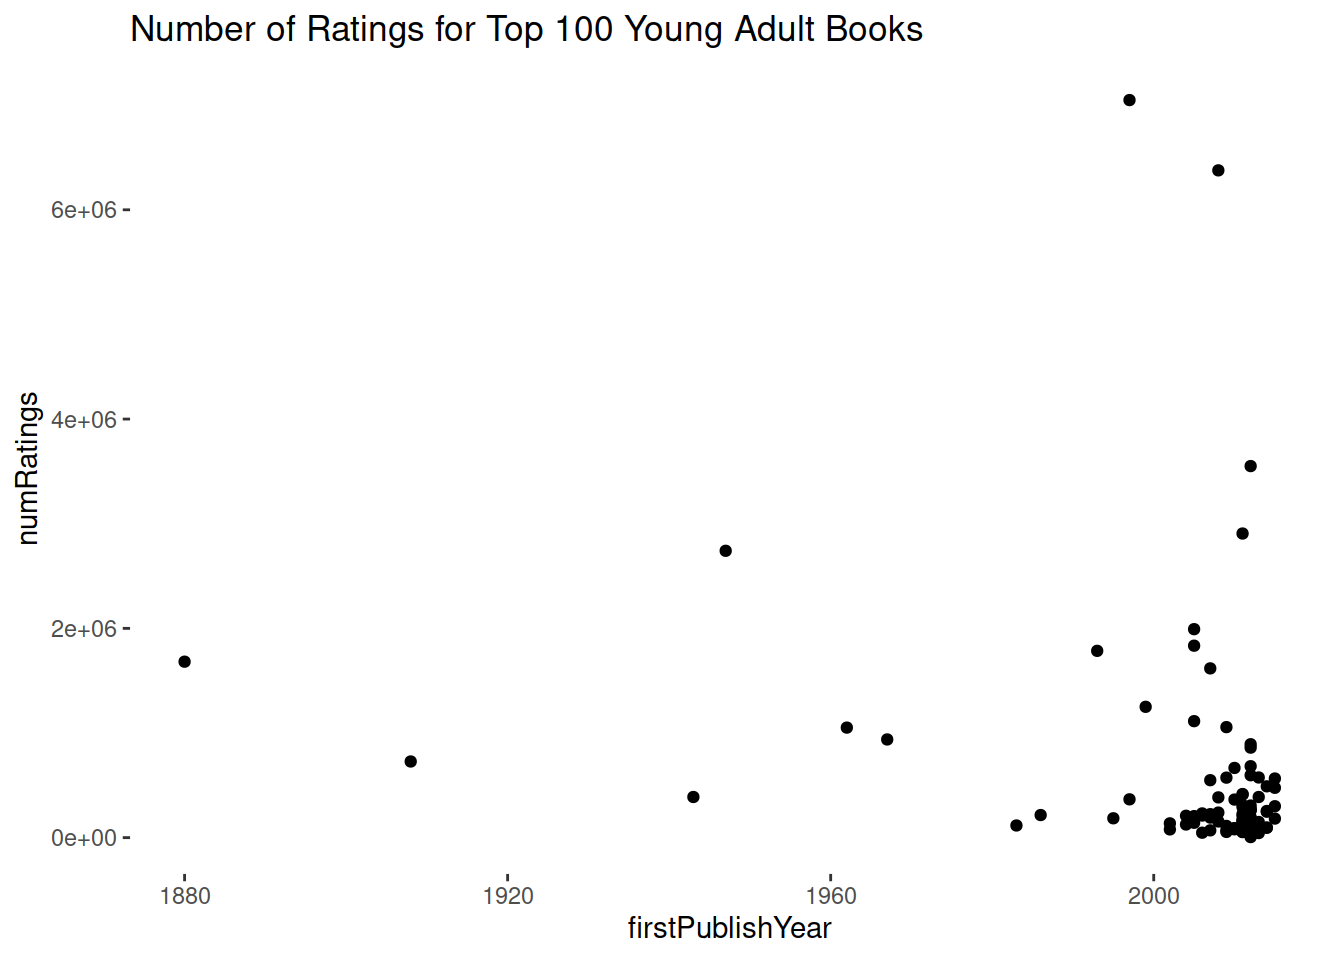 Number of Ratings for Top 100 Young Adult Books
6e+06
4e+06
2e+06
0e+00
numRatings
1880 1920 1960 2000
firstPublishYear